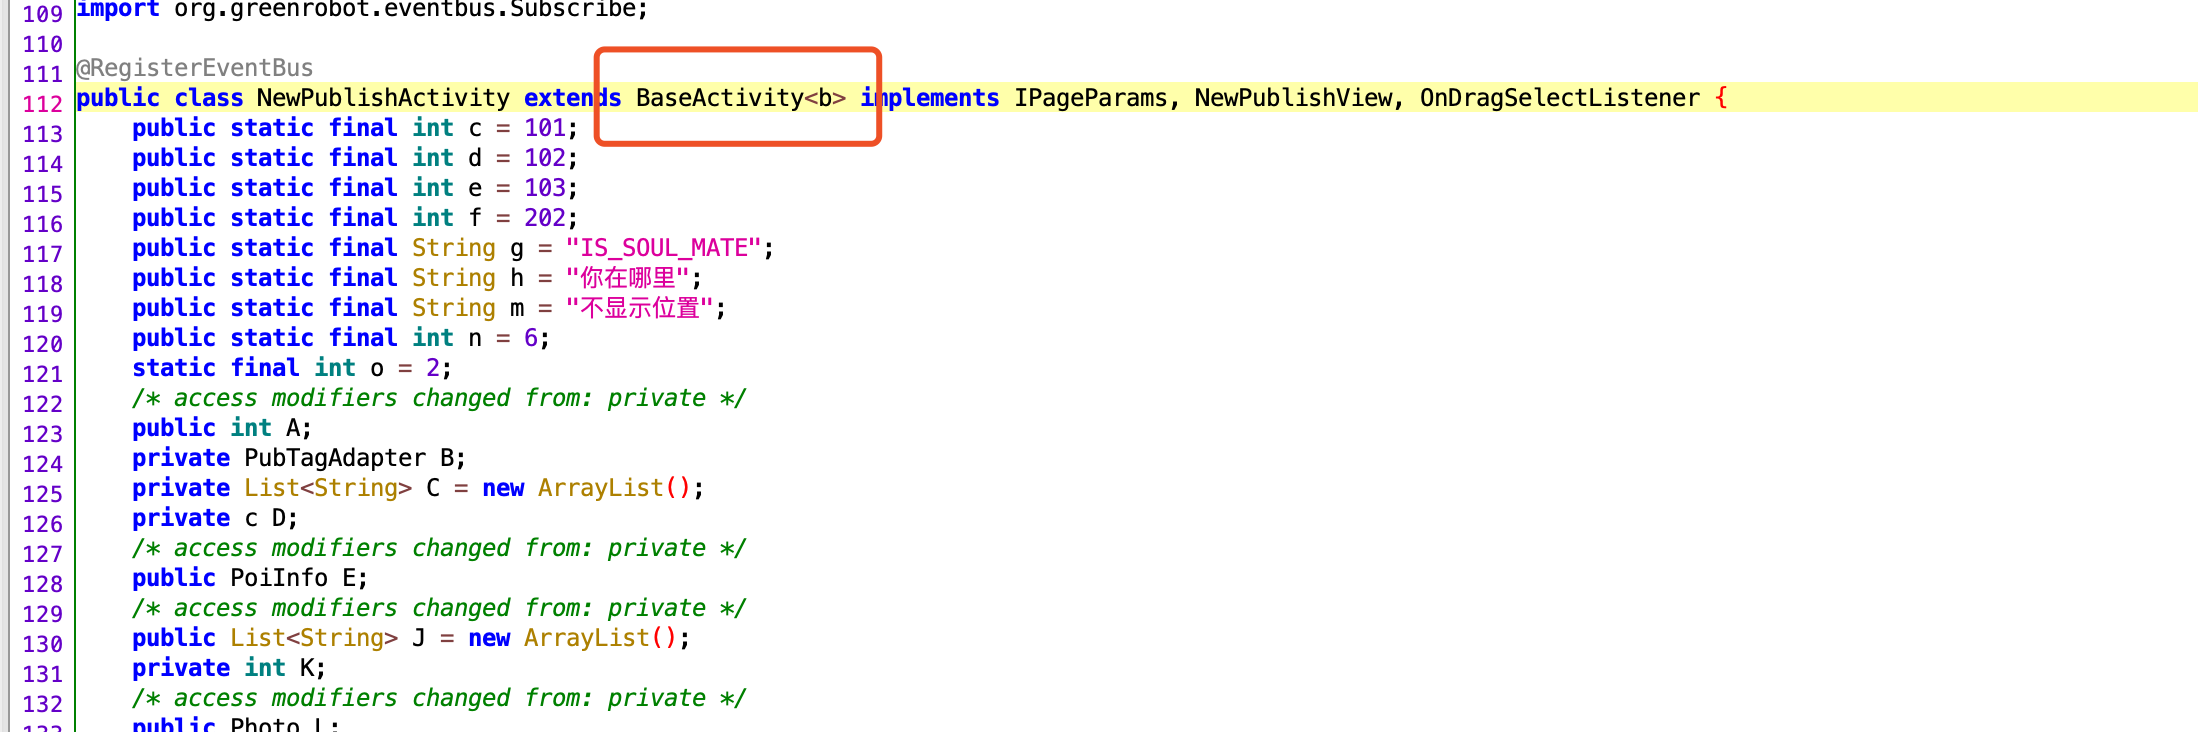 109 import org.greenrobot.eventbus.Subscribe;
110
111 @RegisterEventBus
112 public class NewPublishActivity extends BaseActivity<b> implements IPageParams, NewPublishView, OnDragSelectListener {
113 public static final int c = 101;
114 public static final int d = 102;
115 public static final int e = 103;
116 public static final int f = 202;
117 public static final String g = "IS_SOUL_MATE";
118 public static final String h = "你在哪里";
119 public static final String m = "不显示位置";
120 public static final int n = 6;
121 static final int o = 2;
122 /* access modifiers changed from: private */
123 public int A;
124 private PubTagAdapter B;
125 private List<String> C = new ArrayList();
126 private c D;
127 /* access modifiers changed from: private */
128 public PoiInfo E;
129 /* access modifiers changed from: private */
130 public List<String> J = new ArrayList();
131 private int K;
132 /* access modifiers changed from: private */
133 public Photo L;